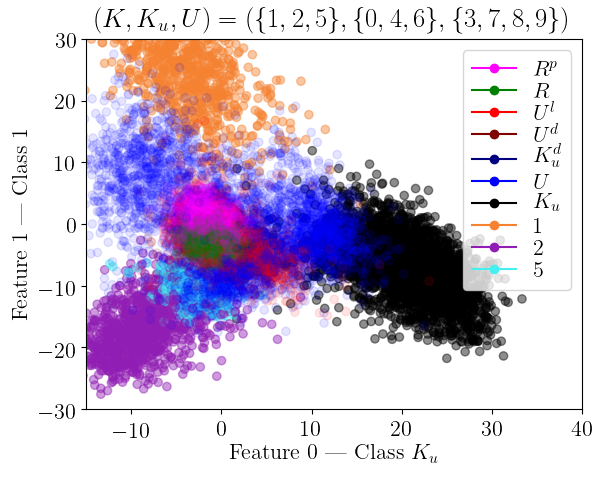 (K, K_u, U) = ({1, 2, 5}, {0, 4, 6}, {3, 7, 8, 9})
30
20
10
0
−10
−20
−30
Feature 1 — Class 1
R^p
R
U^l
U^d
K_u^d
U
K_u
1
2
5
−10
0
10
20
30
40
Feature 0 — Class K_u